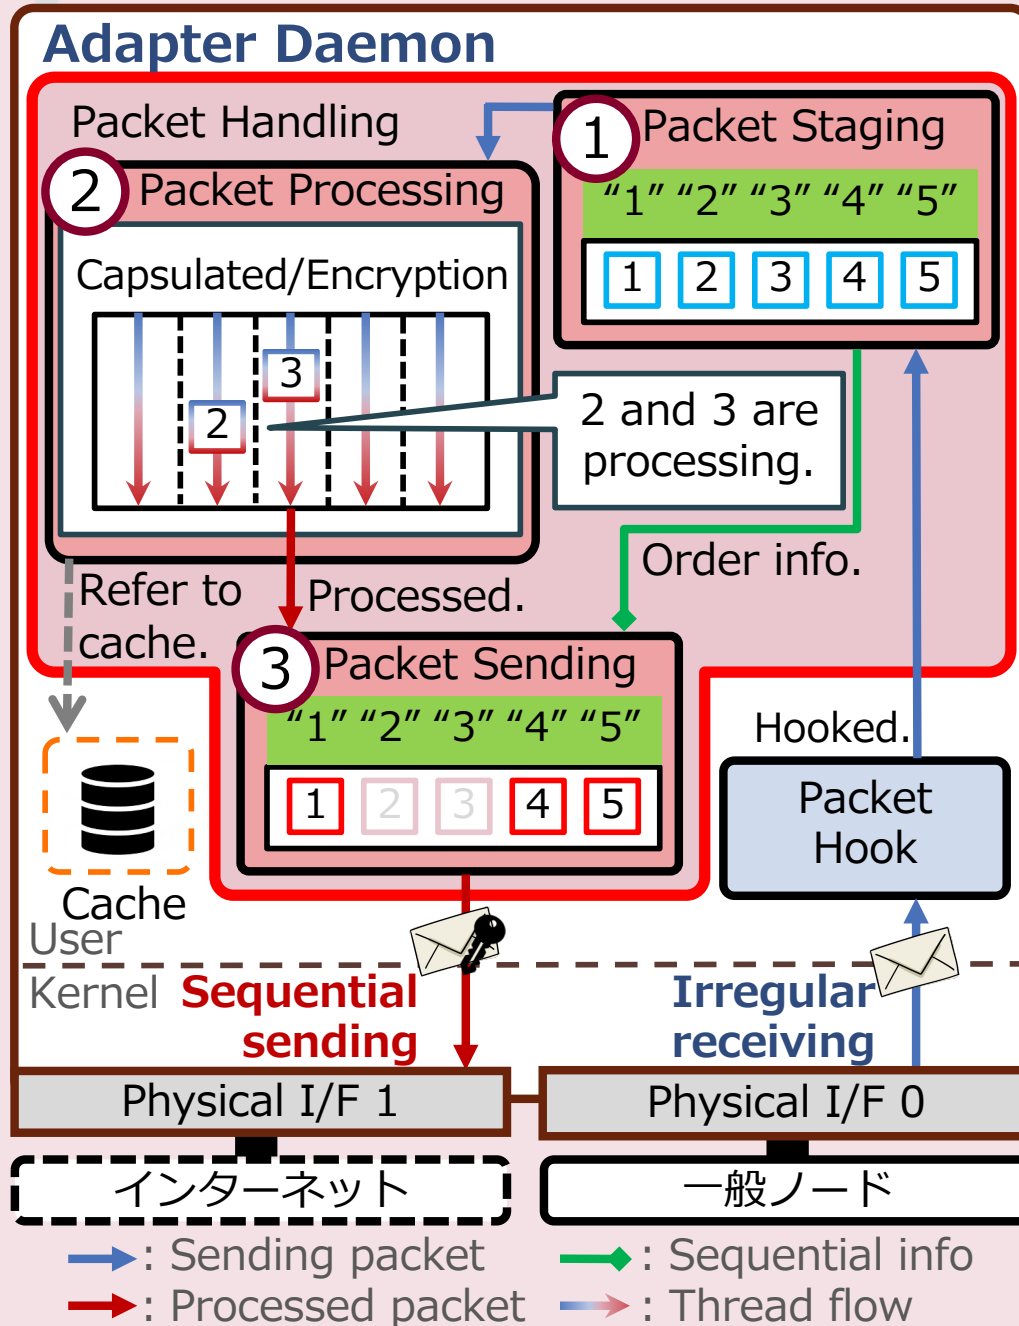 Adapter Daemon
Packet Handling
1
Packet Staging
“1” “2” “3” “4” “5”
1 2 3 4 5
2
Packet Processing
Capsulated/Encryption
3
2
2 and 3 are
processing.
Order info.
Refer to
cache.
Processed.
3
Packet Sending
“1” “2” “3” “4” “5”
1 2 3 4 5
Hooked.
Packet
Hook
Cache
User
Kernel
Sequential
sending
Irregular
receiving
Physical I/F 1
Physical I/F 0
インターネット
一般ノード
: Sending packet
: Sequential info
: Processed packet
: Thread flow